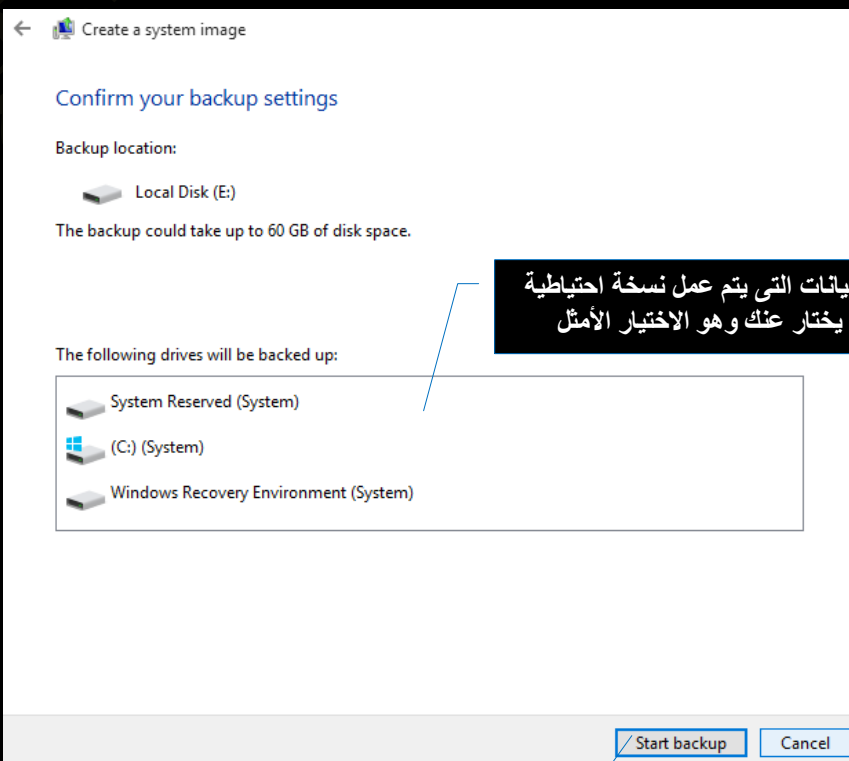 Create a system image
Confirm your backup settings
Backup location:
Local Disk (E:)
The backup could take up to 60 GB of disk space.
التى يتم عمل نسخة احتياطية
يختار عنك وهو الاختيار الأمثل
The following drives will be backed up:
System Reserved (System)
(C:) (System)
Windows Recovery Environment (System)
Start backup
Cancel